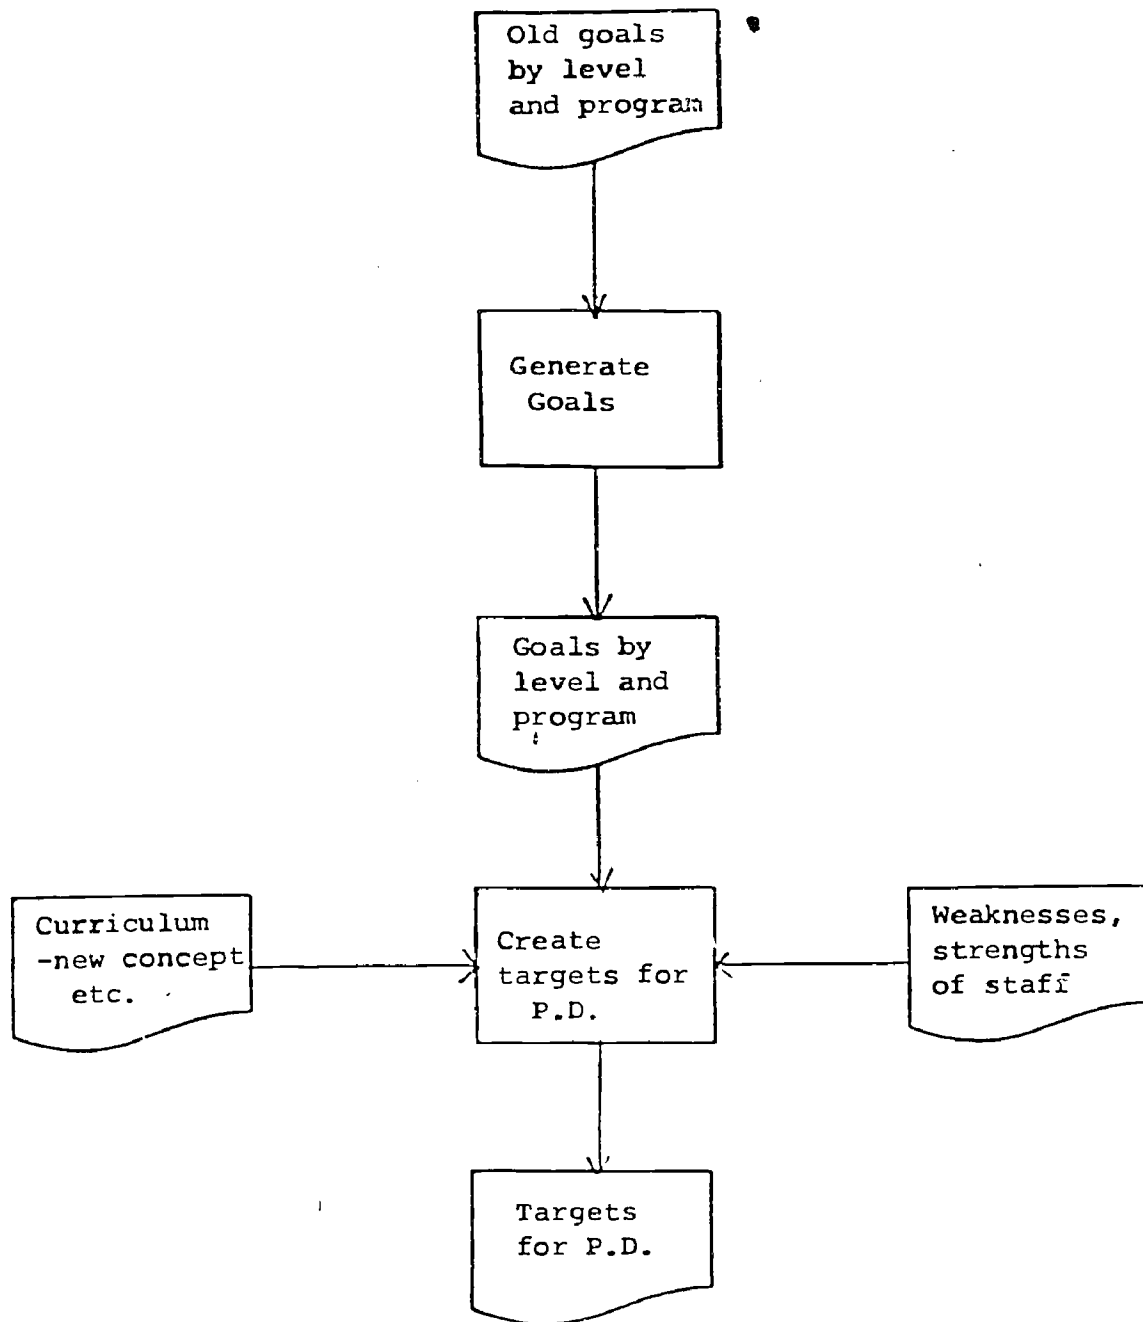 Old goals
by level
and program
Generate
Goals
Goals by
level and
program
Curriculum
-new concept
etc.
Create
targets for
P.D.
Weaknesses,
strengths
of staff
Targets
for P.D.